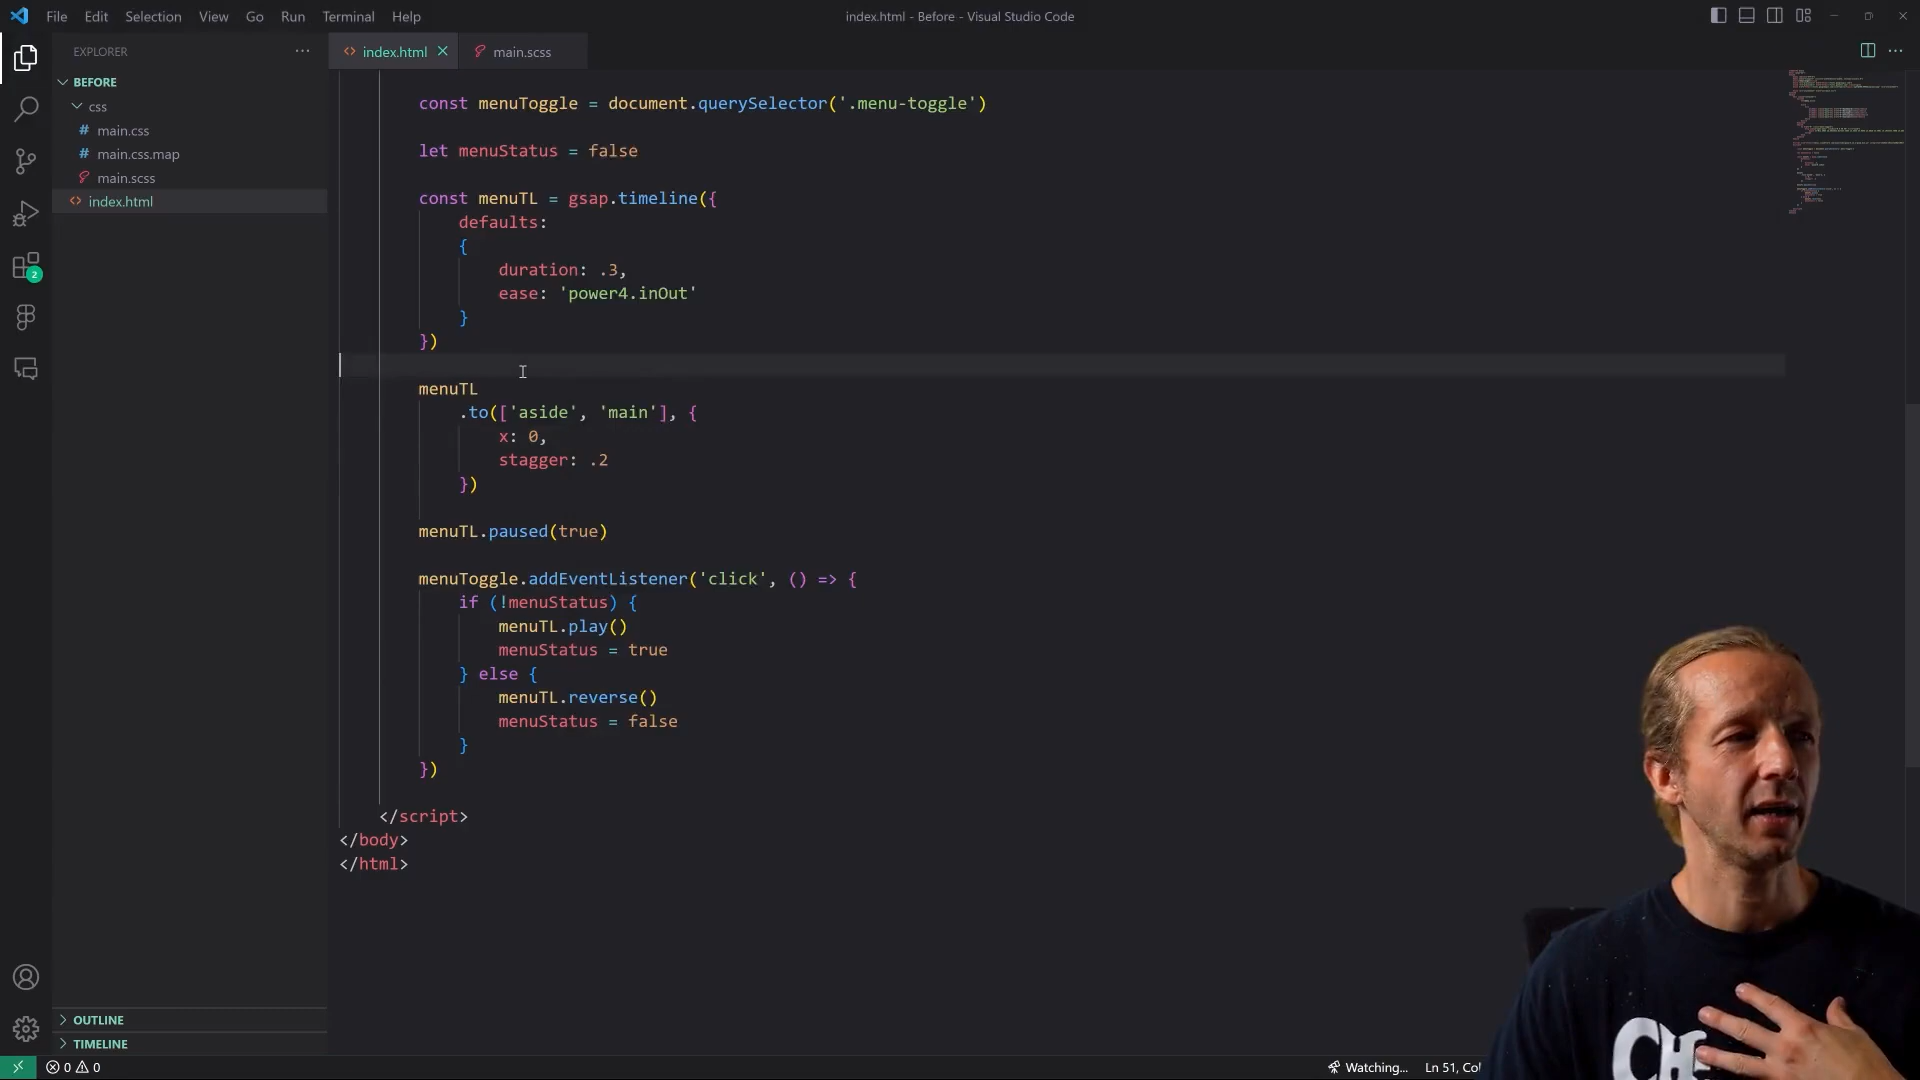 File Edit Selection View Go Run Terminal Help
index.html - Before - Visual Studio Code
EXPLORER
BEFORE
css
main.css
main.css.map
main.scss
index.html
2
index.html
main.scss
const menuToggle = document.querySelector('.menu-toggle')
let menuStatus = false
const menuTL = gsap.timeline({
defaults:
{
duration: .3,
ease: 'power4.inOut'
}
})
menuTL
.to(['aside', 'main'], {
x: 0,
stagger: .2
})
menuTL.paused(true)
menuToggle.addEventListener('click', () => {
if (!menuStatus) {
menuTL.play()
menuStatus = true
} else {
menuTL.reverse()
menuStatus = false
}
})
</script>
</body>
</html>
OUTLINE
TIMELINE
0 0
Watching... Ln 51, Col
CH